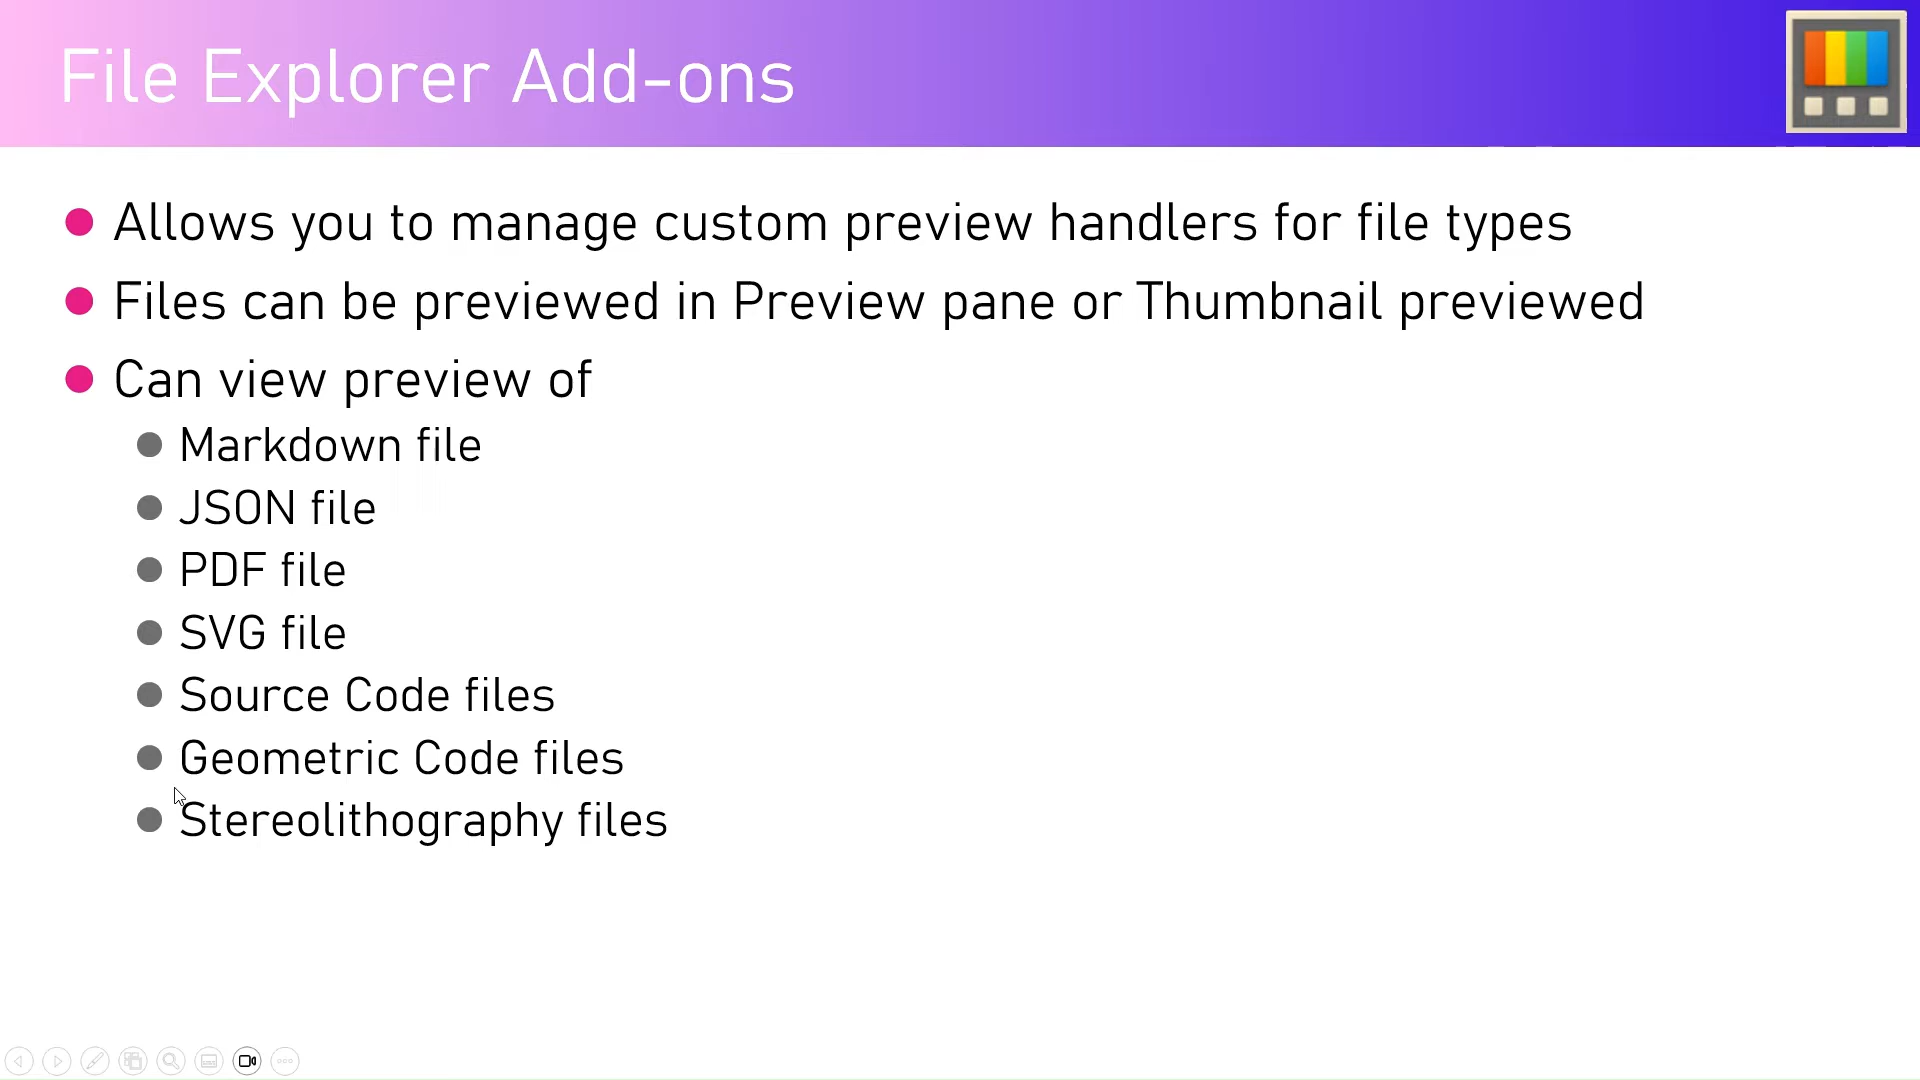 File Explorer Add-ons
Allows you to manage custom preview handlers for file types
Files can be previewed in Preview pane or Thumbnail previewed
Can view preview of
Markdown file
JSON file
PDF file
SVG file
Source Code files
Geometric Code files
Stereolithography files